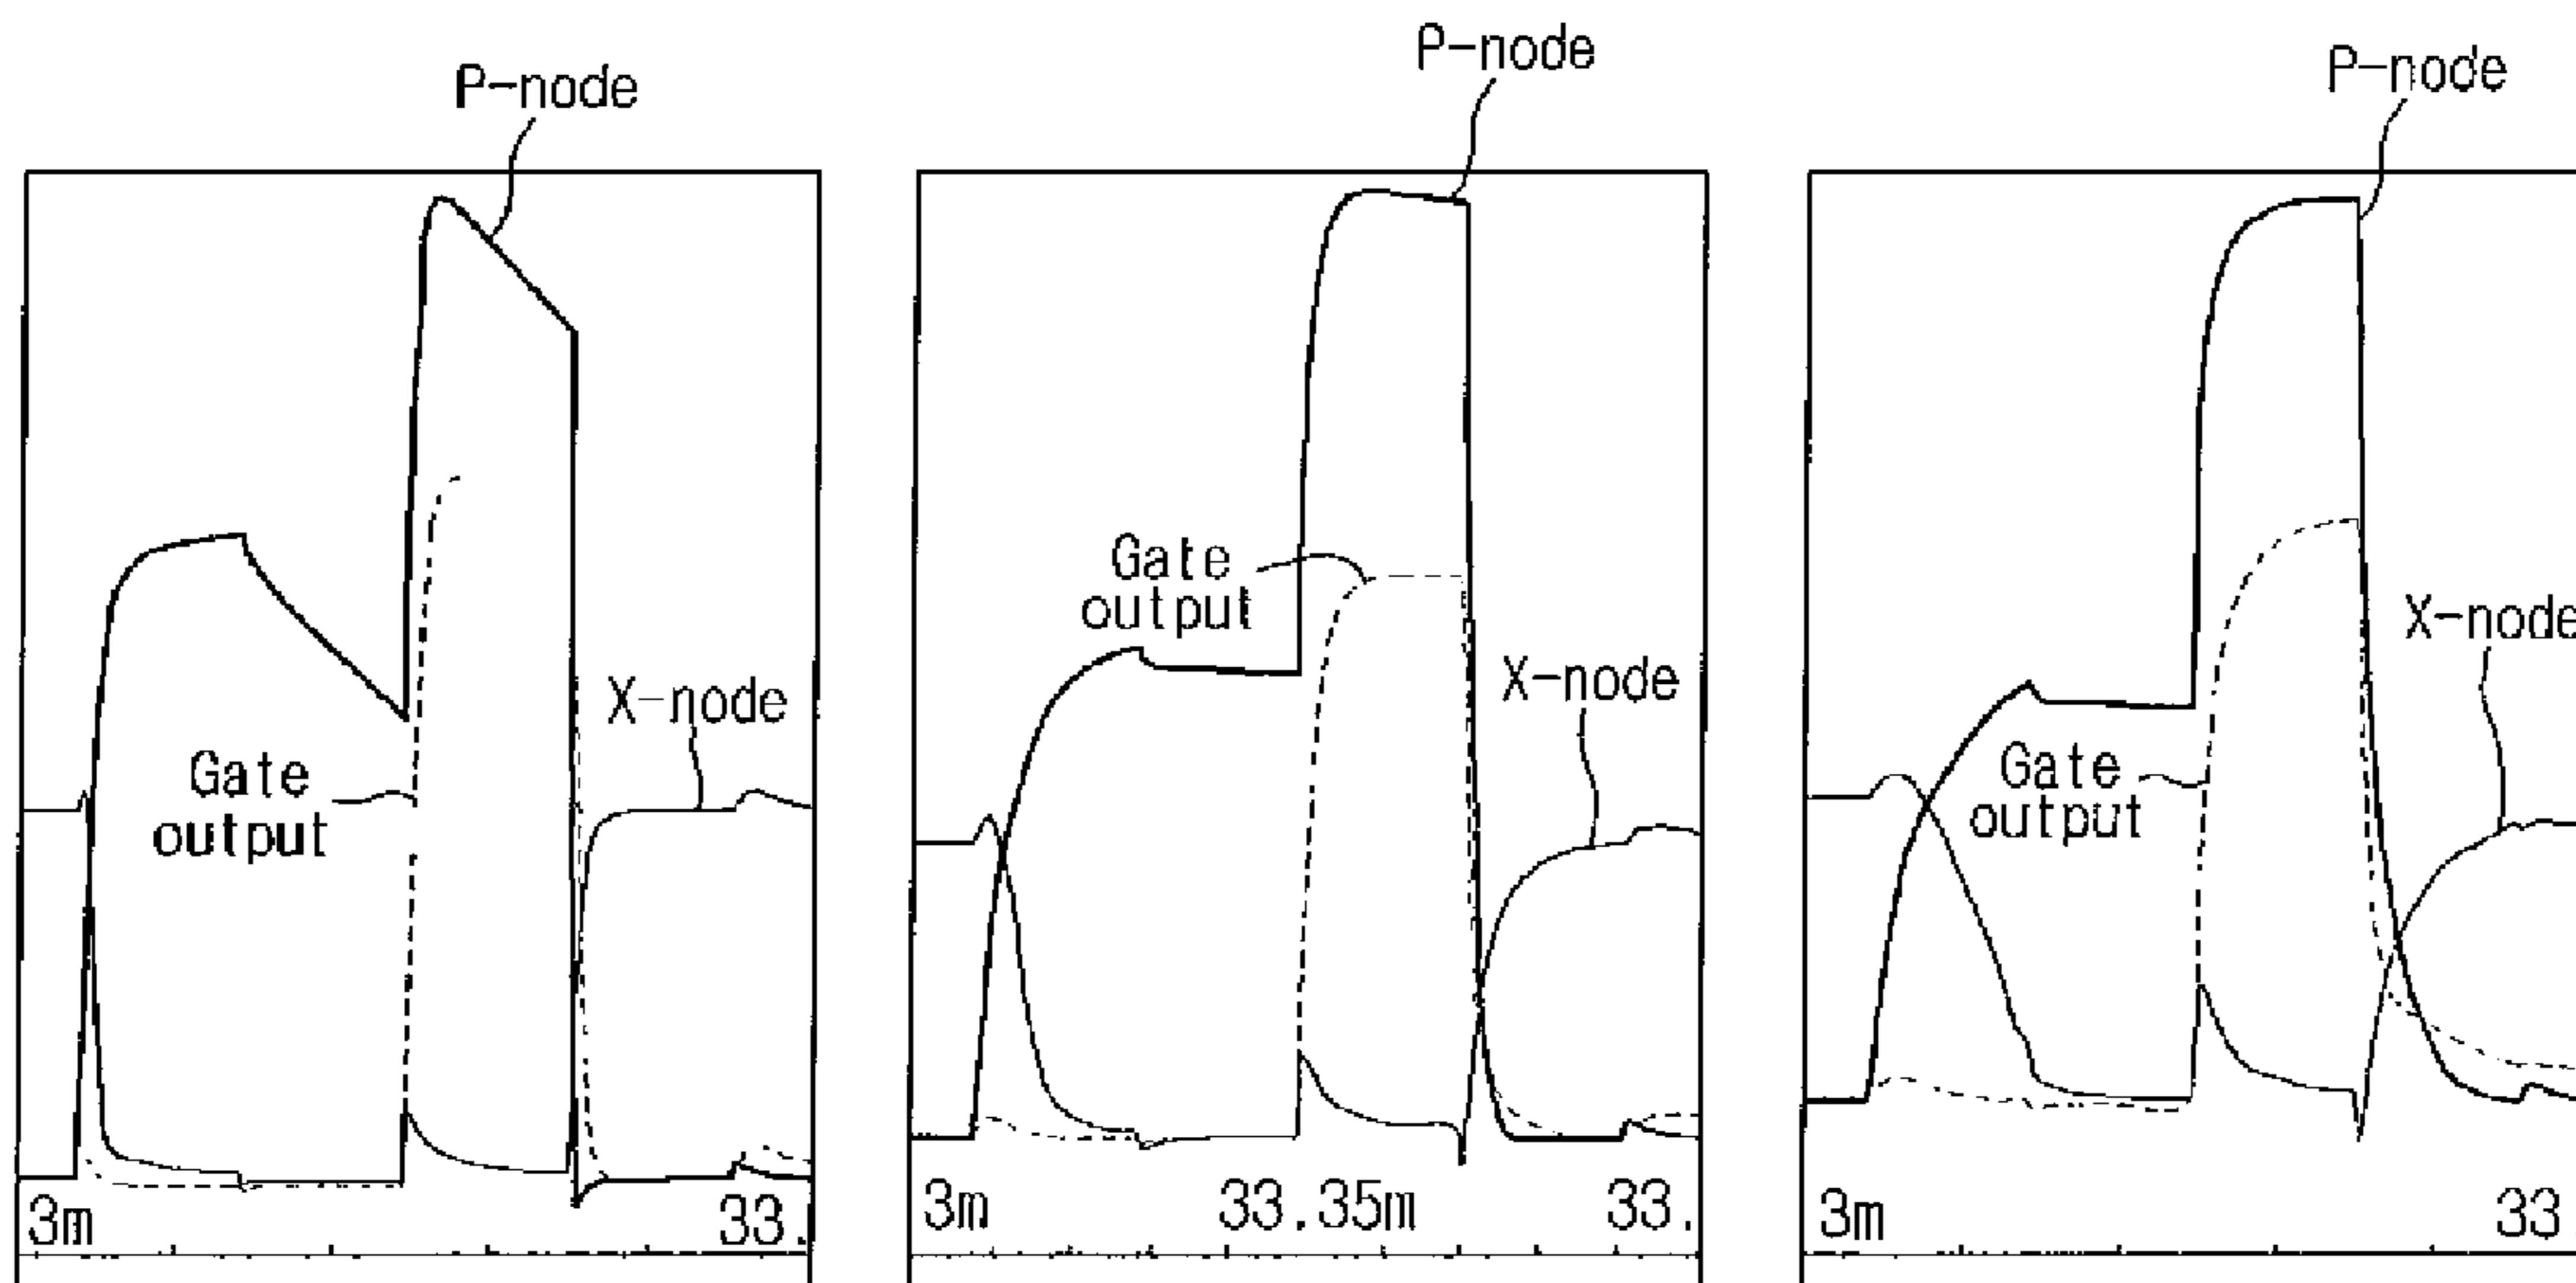 P-node
Gate
output
X-node
3m
33.
P-node
Gate
output
X-node
3m
33.35m
33.
P-node
Gate
output
X-node
3m
33.